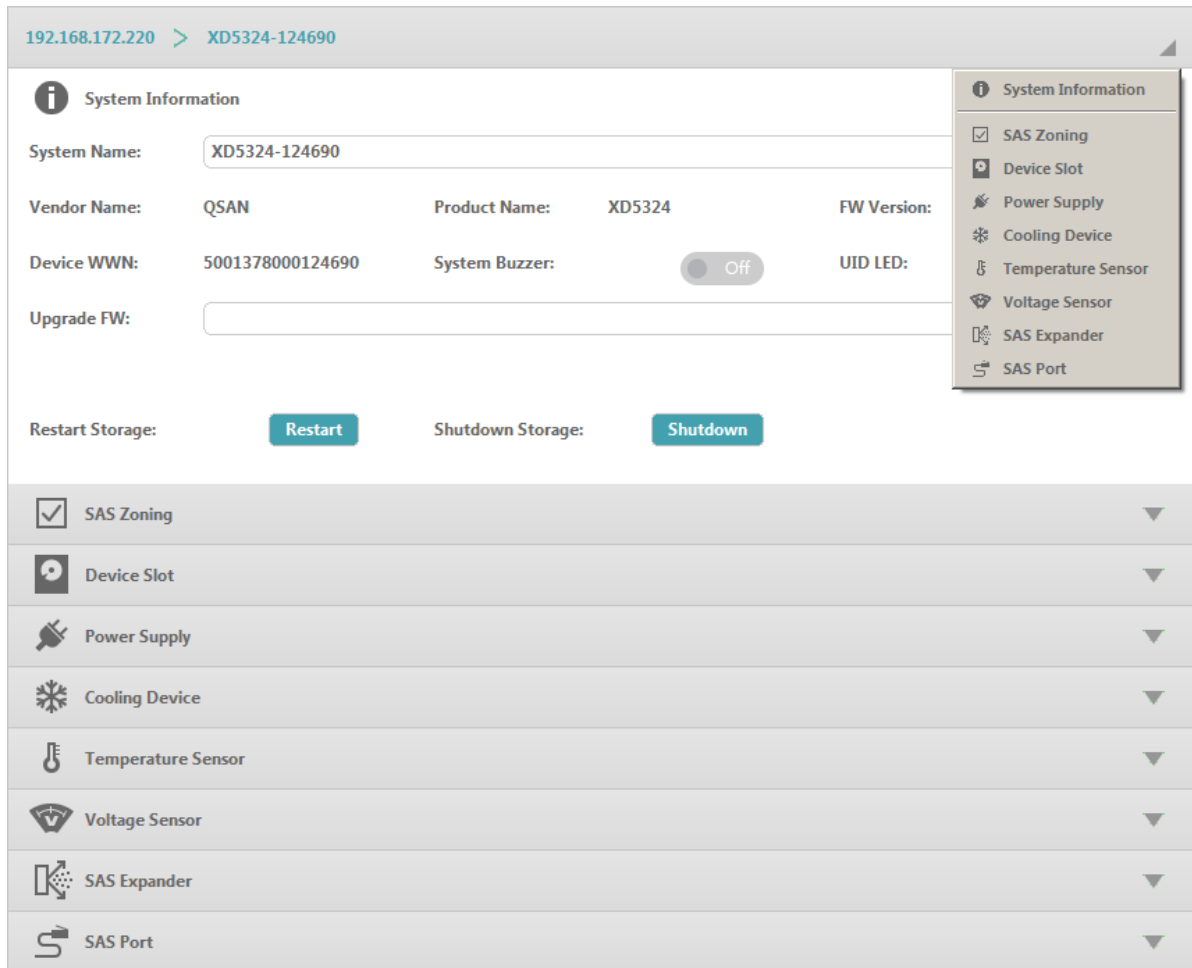 192.168.172.220 > XD5324-124690
System Information
System Name: XD5324-124690
Vendor Name: QSAN Product Name: XD5324 FW Version:
Device WWN: 5001378000124690 System Buzzer: Off UID LED:
Upgrade FW:
Restart Storage: Restart Shutdown Storage: Shutdown
System Information
SAS Zoning
Device Slot
Power Supply
Cooling Device
Temperature Sensor
Voltage Sensor
SAS Expander
SAS Port
SAS Zoning
Device Slot
Power Supply
Cooling Device
Temperature Sensor
Voltage Sensor
SAS Expander
SAS Port